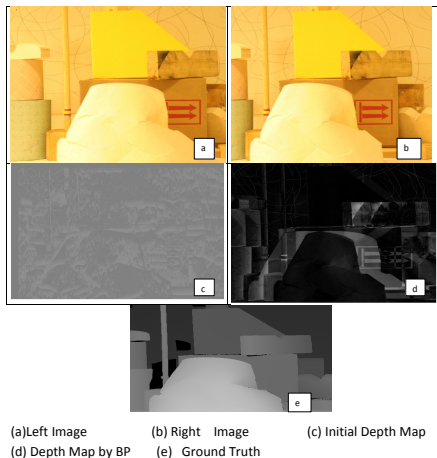 a
b
c
d
e
(a)Left Image (b) Right Image (c) Initial Depth Map
(d) Depth Map by BP (e) Ground Truth